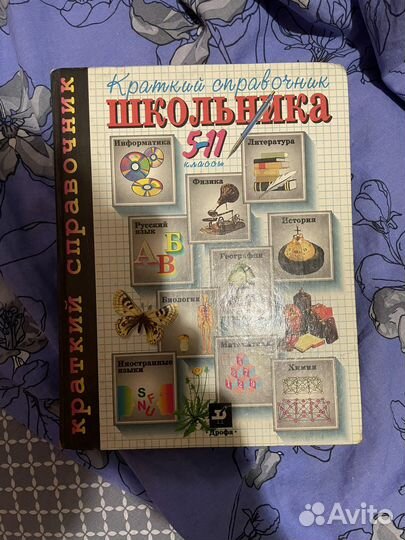 краткий справочник
Краткий справочник
ШКОЛЬНИКА
5-11
классы
Информатика
Литература
Физика
Русский
язык
АБВ
История
География
Биология
Математика
Иностранные
языки
Химия
Дрофа
Avito